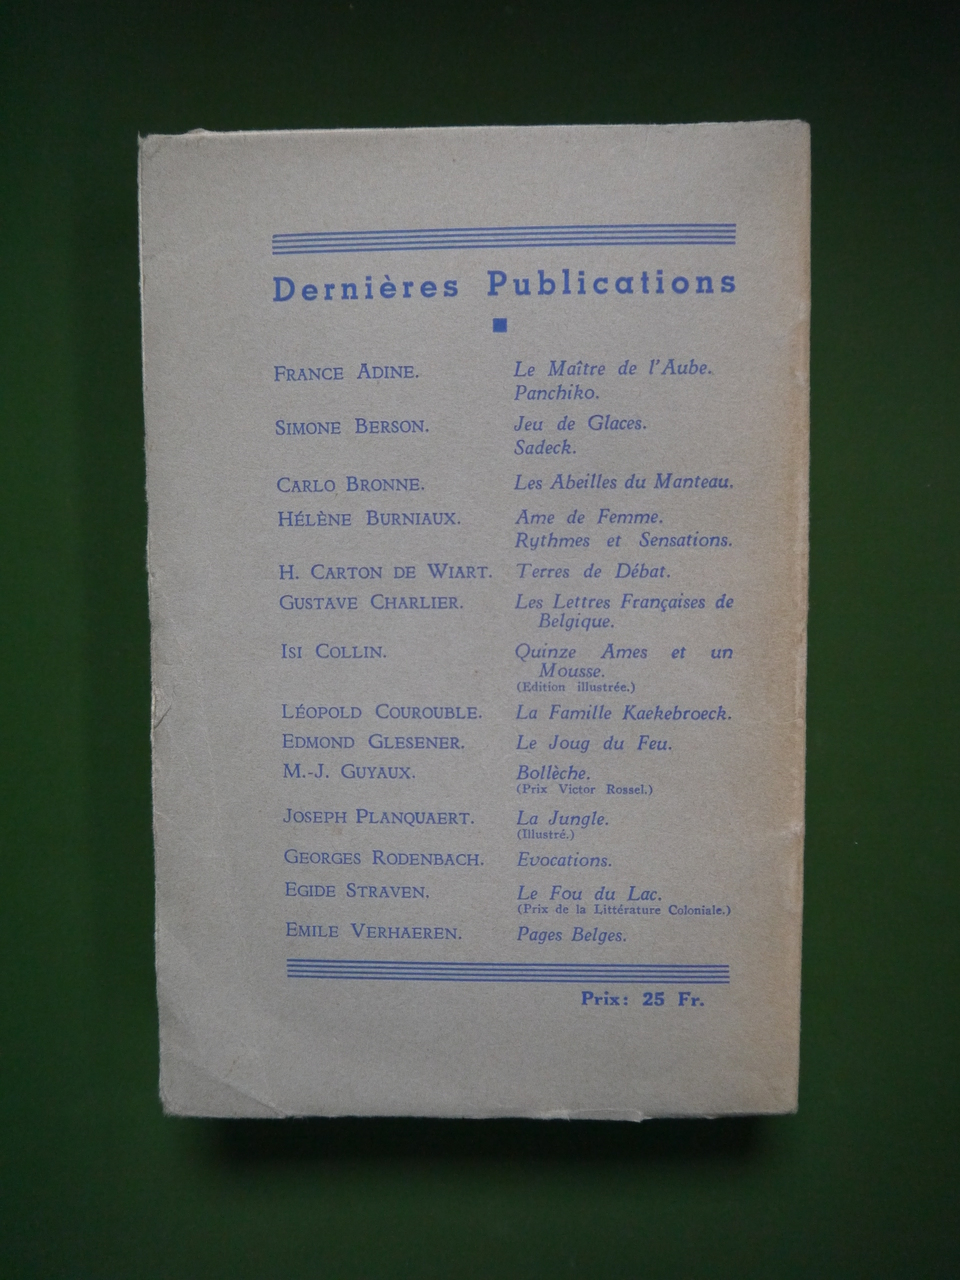 Dernières Publications
FRANCE ADINE. Le Maître de l'Aube.
Panchiko.
SIMONE BERSON. Jeu de Glaces.
Sadeck.
CARLO BRONNE. Les Abeilles du Manteau.
HÉLÈNE BURNIAUX. Ame de Femme.
Rythmes et Sensations.
H. CARTON DE WIART. Terres de Débat.
GUSTAVE CHARLIER. Les Lettres Françaises de
Belgique.
ISI COLLIN. Quinze Ames et un
Mousse.
(Edition illustrée.)
LÉOPOLD COUROUBLE. La Famille Kaekebroeck.
EDMOND GLESENER. Le Joug du Feu.
M.-J. GUYAUX. Bollèche.
(Prix Victor Rossel.)
JOSEPH PLANQUAERT. La Jungle.
(Illustré.)
GEORGES RODENBACH. Evocations.
EGIDE STRAVEN. Le Fou du Lac.
(Prix de la Littérature Coloniale.)
EMILE VERHAEREN. Pages Belges.
Prix: 25 Fr.